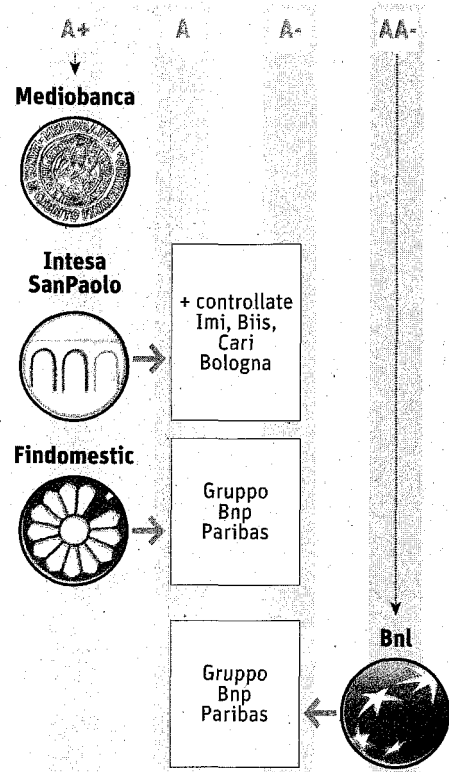 A+ A A- AA-
Mediobanca
Intesa
SanPaolo
+ controllate
Imi, Biis,
Cari
Bologna
Findomestic
Gruppo
Bnp
Paribas
Bnl
Gruppo
Bnp
Paribas